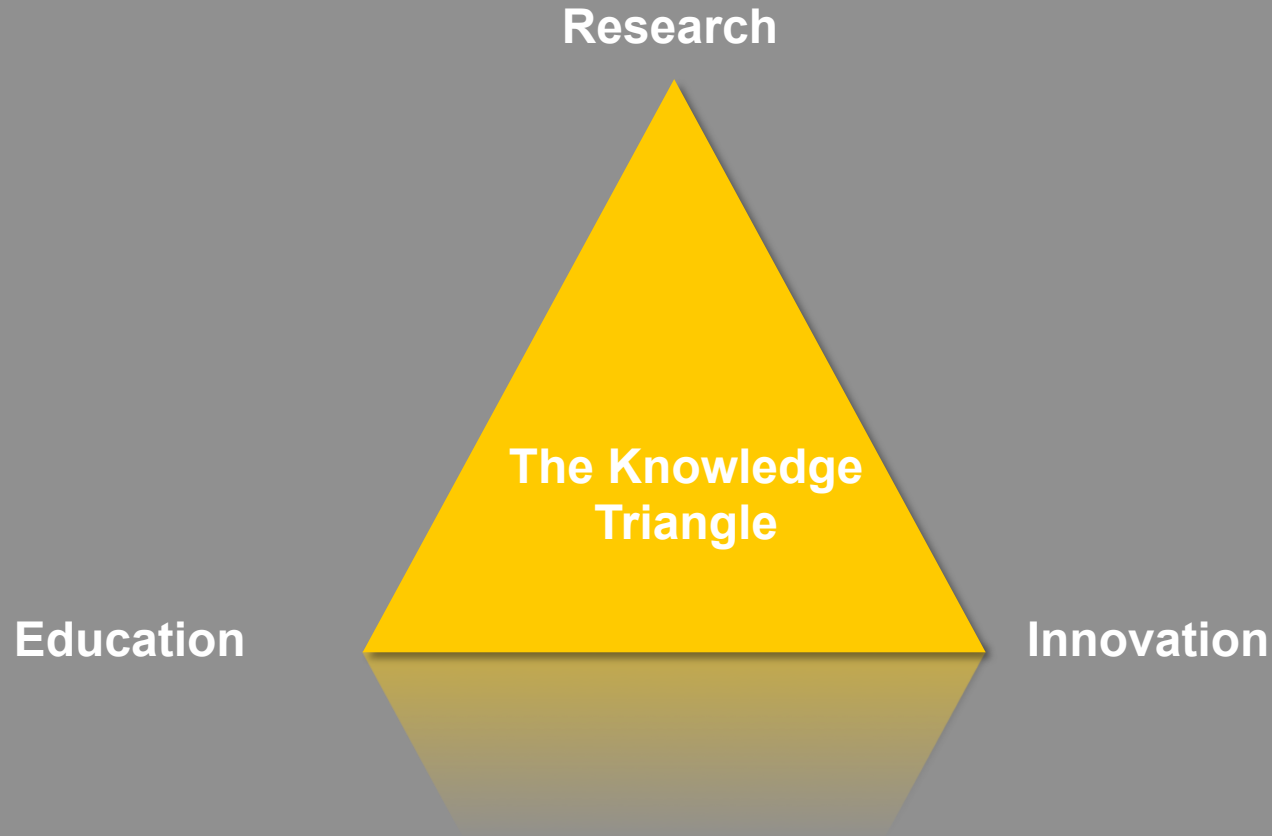 Research
The Knowledge
Triangle
Education
Innovation